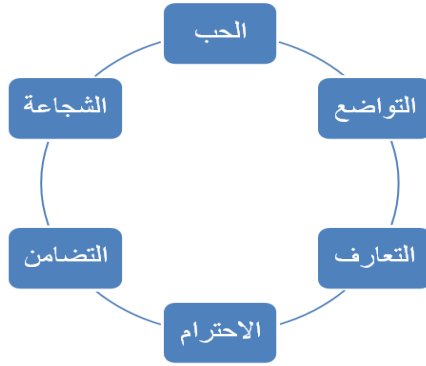 الحب
التواضع
التعارف
الاحترام
التضامن
الشجاعة